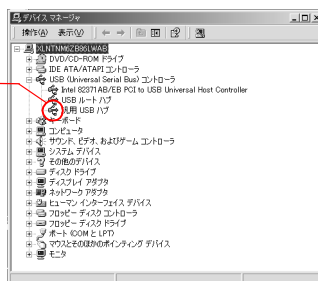 デバイス マネージャ
操作(A) 表示(V)
XLNTNM6ZB86LWAB
DVD/CD-ROM ドライブ
IDE ATA/ATAPI コントローラ
USB (Universal Serial Bus) コントローラ
Intel 82371AB/EB PCI to USB Universal Host Controller
USB ルート ハブ
汎用 USB ハブ
キーボード
コンピュータ
サウンド、ビデオ、およびゲーム コントローラ
システム デバイス
その他のデバイス
ディスク ドライブ
ディスプレイ アダプタ
ネットワーク アダプタ
ヒューマン インターフェイス デバイス
フロッピー ディスク コントローラ
フロッピー ディスク ドライブ
ポート (COM と LPT)
マウスとそのほかのポインティング デバイス
モニタ